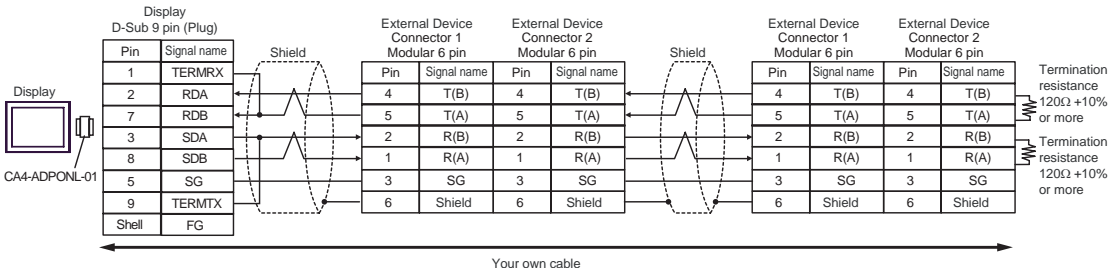 Display
D-Sub 9 pin (Plug)
Pin Signal name
1 TERMRX
2 RDA
7 RDB
3 SDA
8 SDB
5 SG
9 TERMTX
Shell FG
Display
CA4-ADPONL-01
Shield
External Device
Connector 1
Modular 6 pin
External Device
Connector 2
Modular 6 pin
Pin Signal name Pin Signal name
4 T(B) 4 T(B)
5 T(A) 5 T(A)
2 R(B) 2 R(B)
1 R(A) 1 R(A)
3 SG 3 SG
6 Shield 6 Shield
Shield
External Device
Connector 1
Modular 6 pin
External Device
Connector 2
Modular 6 pin
Pin Signal name Pin Signal name
4 T(B) 4 T(B)
5 T(A) 5 T(A)
2 R(B) 2 R(B)
1 R(A) 1 R(A)
3 SG 3 SG
6 Shield 6 Shield
Termination
resistance
120Ω +10%
or more
Termination
resistance
120Ω +10%
or more
Your own cable